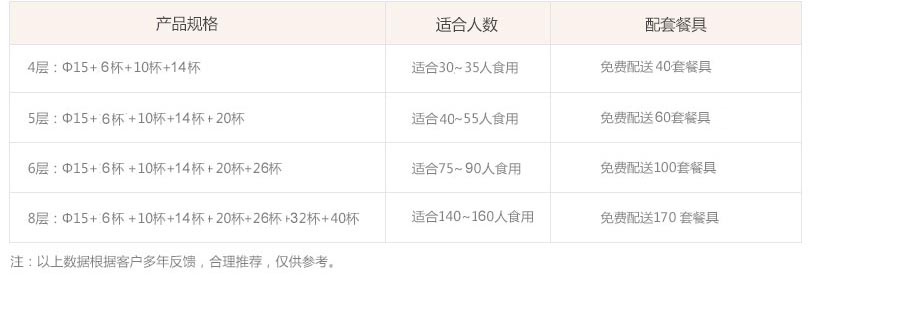 产品规格 适合人数 配套餐具
4层：Φ15+ 6杯+10杯+14杯 适合30~35人食用 免费配送40套餐具
5层：Φ15+ 6杯 +10杯+14杯+20杯 适合40~55人食用 免费配送60套餐具
6层：Φ15+ 6杯 +10杯+14杯+20杯+26杯 适合75~90人食用 免费配送100套餐具
8层：Φ15+ 6杯 +10杯+14杯+20杯+26杯+32杯+40杯 适合140~160人食用 免费配送170 套餐具
注：以上数据根据客户多年反馈，合理推荐，仅供参考。